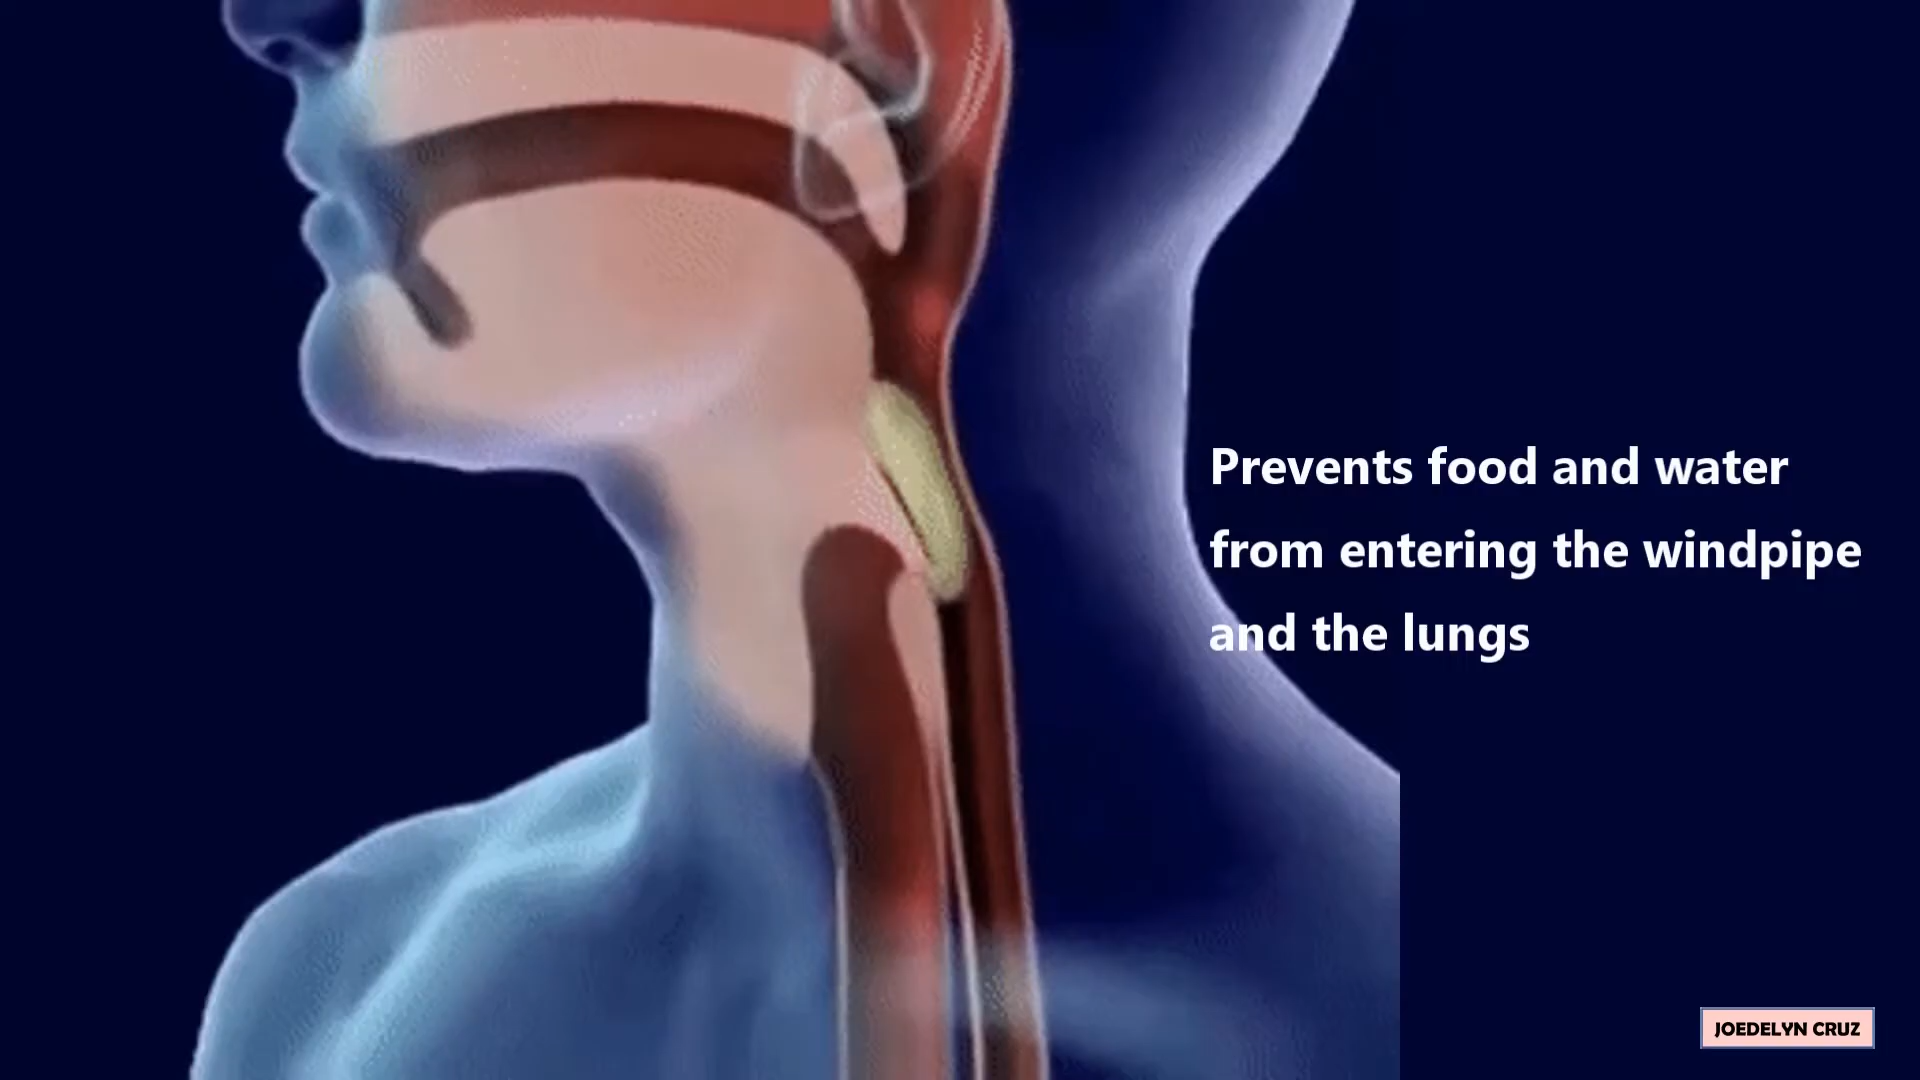 Prevents food and water
from entering the windpipe
and the lungs
JOEDELYN CRUZ